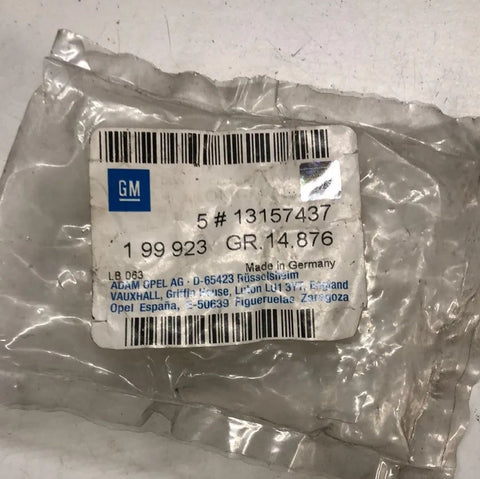 GM
5 # 13157437
1 99 923 GR.14,876
LB 063 Made in Germany
ADAM OPEL AG · D-65423 Rüsselsheim
VAUXHALL, Griffin House, Luton LU1 3YT, England
Opel España, E-50639 Figueruelas, Zaragoza